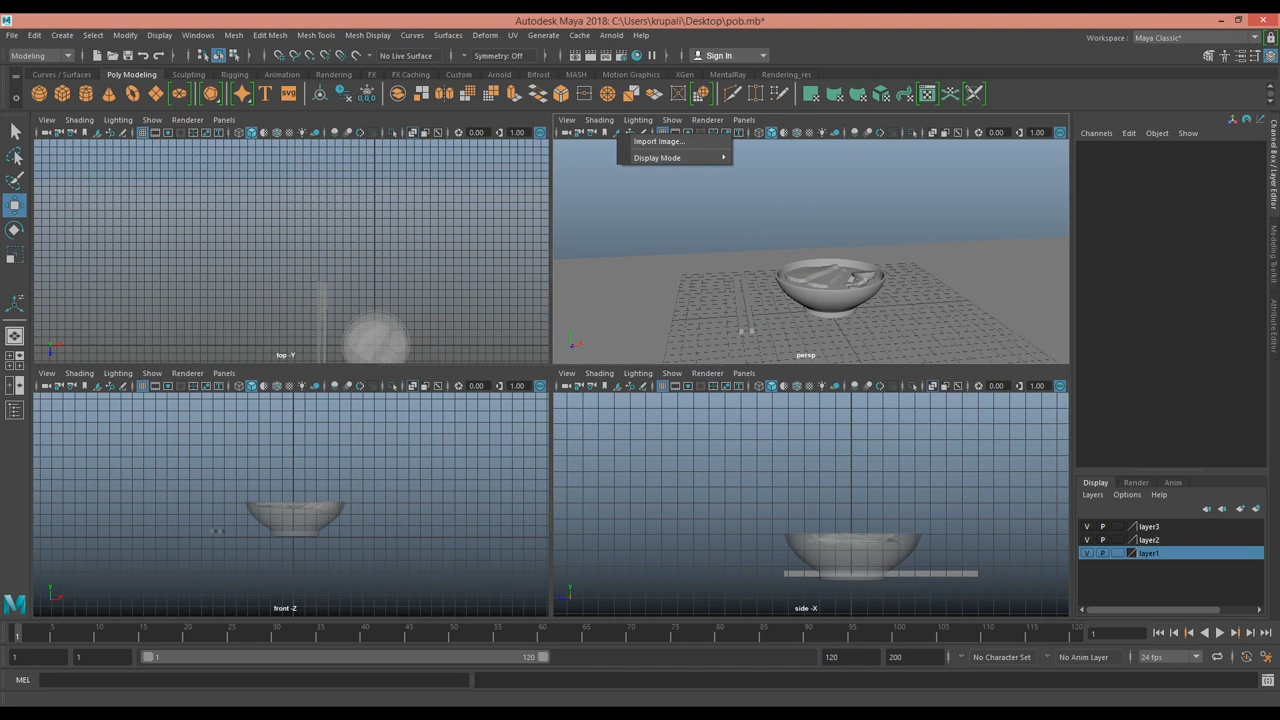 Autodesk Maya 2018: C:\Users\krupali\Desktop\pob.mb*
File Edit Create Select Modify Display Windows Mesh Edit Mesh Mesh Tools Mesh Display Curves Surfaces Deform UV Generate Cache Arnold Help
Workspace : Maya Classic*
Modeling No Live Surface Symmetry: Off Sign In
Curves / Surfaces Poly Modeling Sculpting Rigging Animation Rendering FX FX Caching Custom Arnold Bifrost MASH Motion Graphics XGen MentalRay Rendering_res
View Shading Lighting Show Renderer Panels
0.00 1.00
top -Y
View Shading Lighting Show Renderer Panels
0.00 1.00
Import Image...
Display Mode
persp
View Shading Lighting Show Renderer Panels
0.00 1.00
front -Z
View Shading Lighting Show Renderer Panels
0.00 1.00
side -X
Channels Edit Object Show
Channel Box / Layer Editor
Modeling Toolkit
Attribute Editor
Display Render Anim
Layers Options Help
V P layer3
V P layer2
V P layer1
1 5 10 15 20 25 30 35 40 45 50 55 60 65 70 75 80 85 90 95 100 105 110 115 120 1
1 1 1 120 120 200 No Character Set No Anim Layer 24 fps
MEL